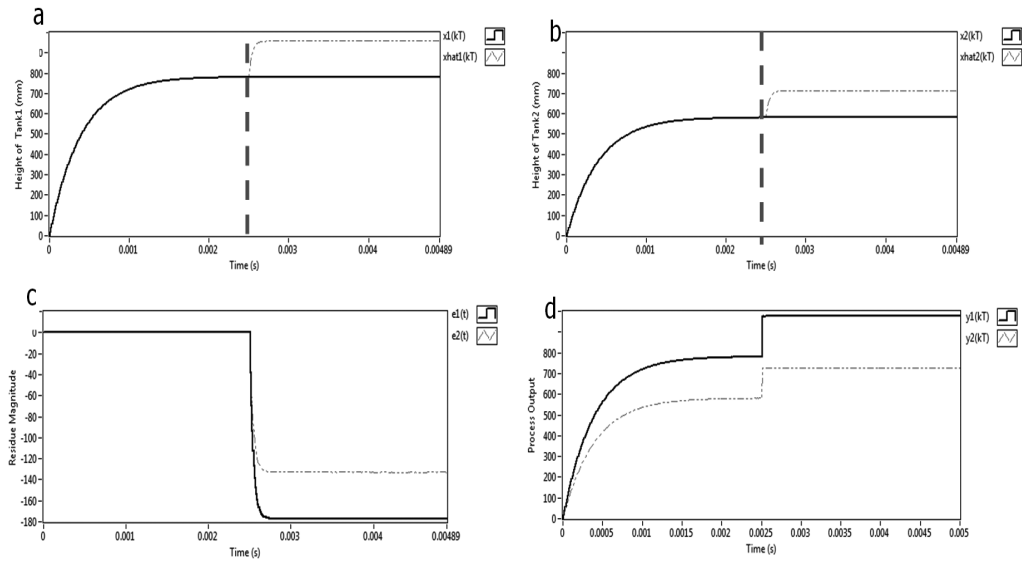 a
x1(kT)
xhat1(kT)
Height of Tank1 (mm)
0
800
700
600
500
400
300
200
100
0
0 0.001 0.002 0.003 0.004 0.00489
Time (s)
b
x2(kT)
xhat2(kT)
Height of Tank2 (mm)
800
700
600
500
400
300
200
100
0
0 0.001 0.002 0.003 0.004 0.00489
Time (s)
c
e1(t)
e2(t)
Residue Magnitude
0
-20
-40
-60
-80
-100
-120
-140
-160
-180
0 0.001 0.002 0.003 0.004 0.00489
Time (s)
d
y1(kT)
y2(kT)
Process Output
800
700
600
500
400
300
200
100
0
0 0.0005 0.001 0.0015 0.002 0.0025 0.003 0.0035 0.004 0.0045 0.005
Time (s)